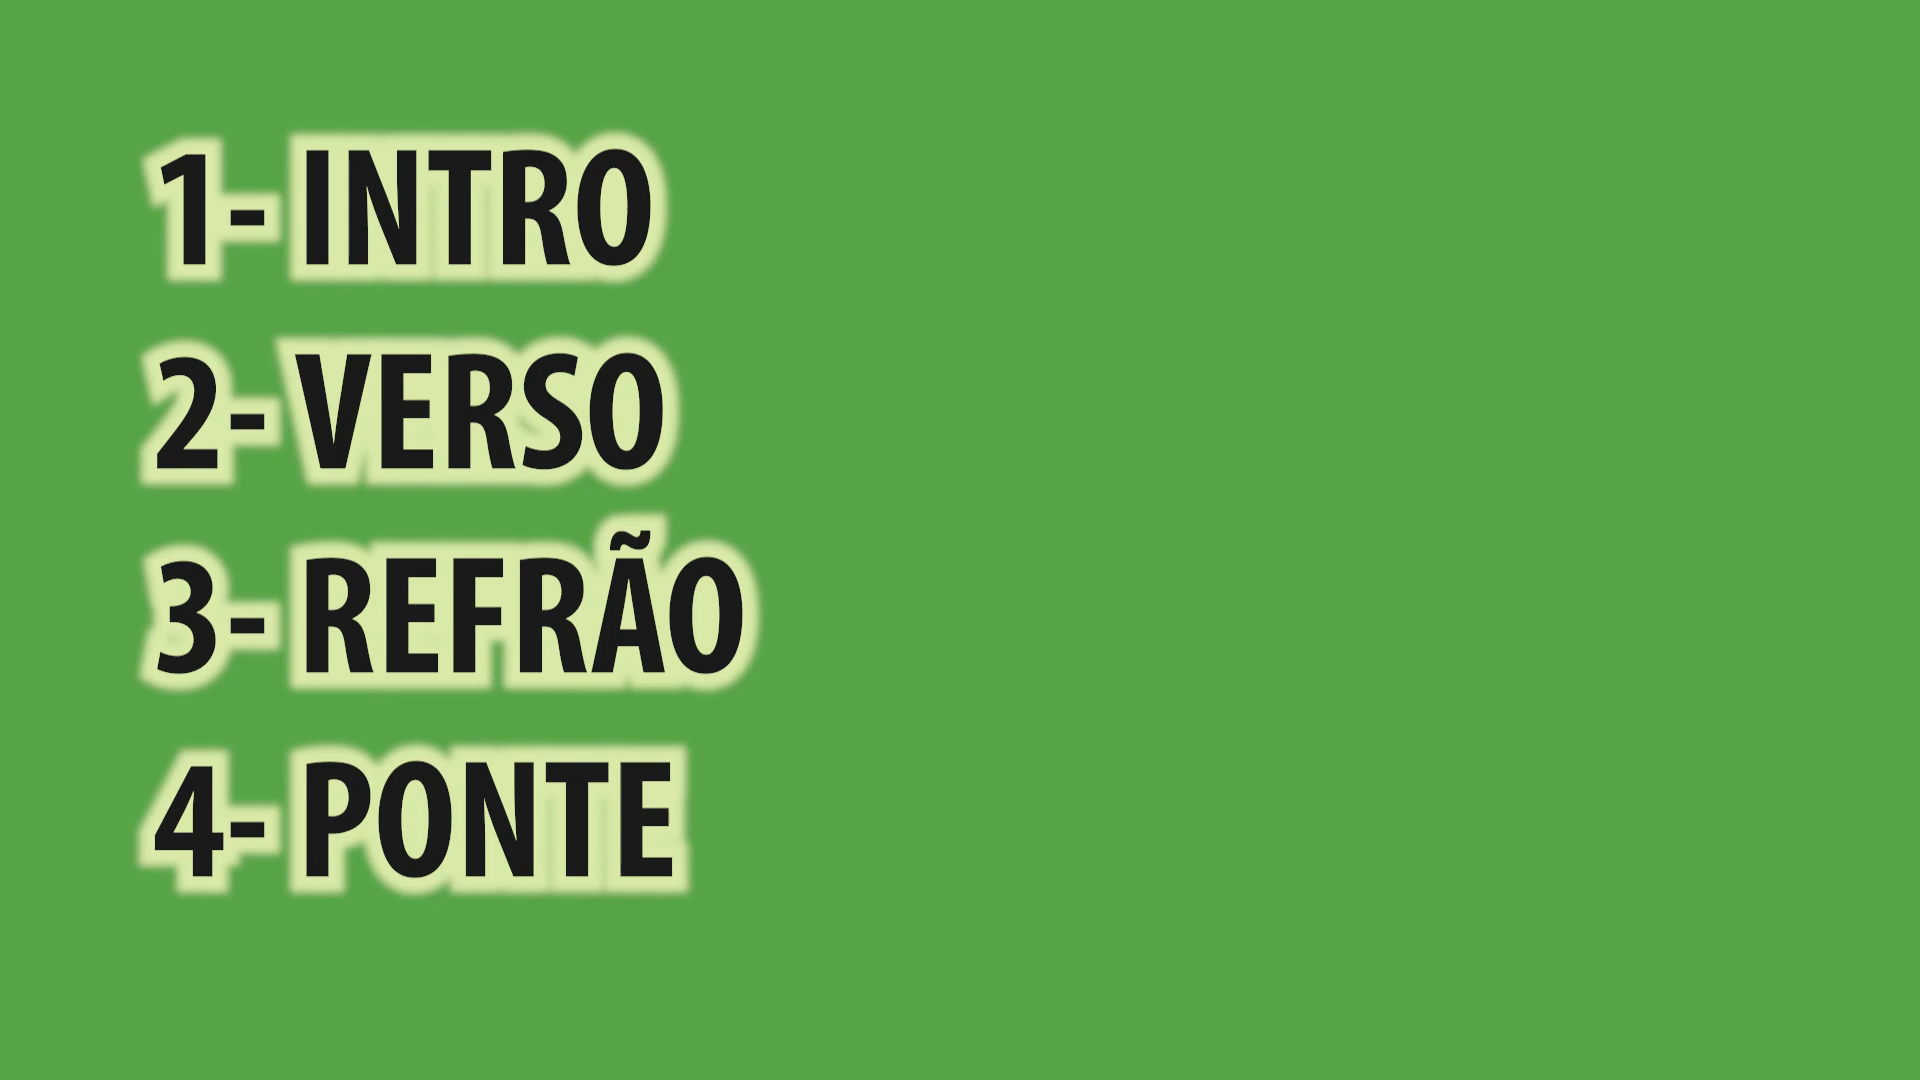 1- INTRO
2- VERSO
3- REFRÃO
4- PONTE